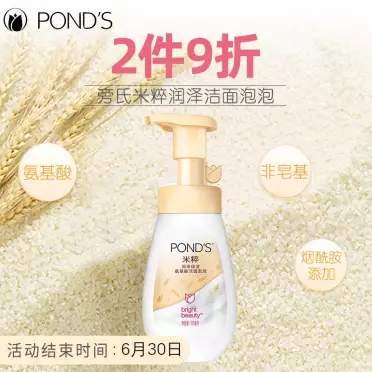 POND'S
2件9折
旁氏米粹润泽洁面泡泡
氨基酸
非皂基
烟酰胺
添加
POND'S
米粹
bright
beauty
活动结束时间：6月30日